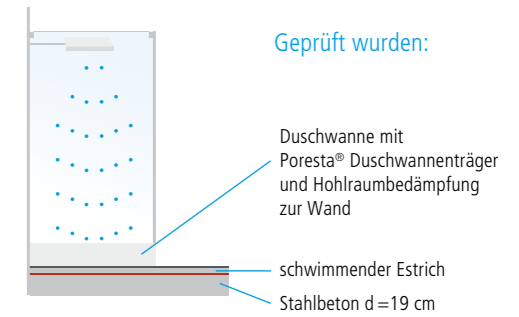 Geprüft wurden:
Duschwanne mit
Poresta® Duschwannenträger
und Hohlraumbedämpfung
zur Wand
schwimmender Estrich
Stahlbeton d=19 cm